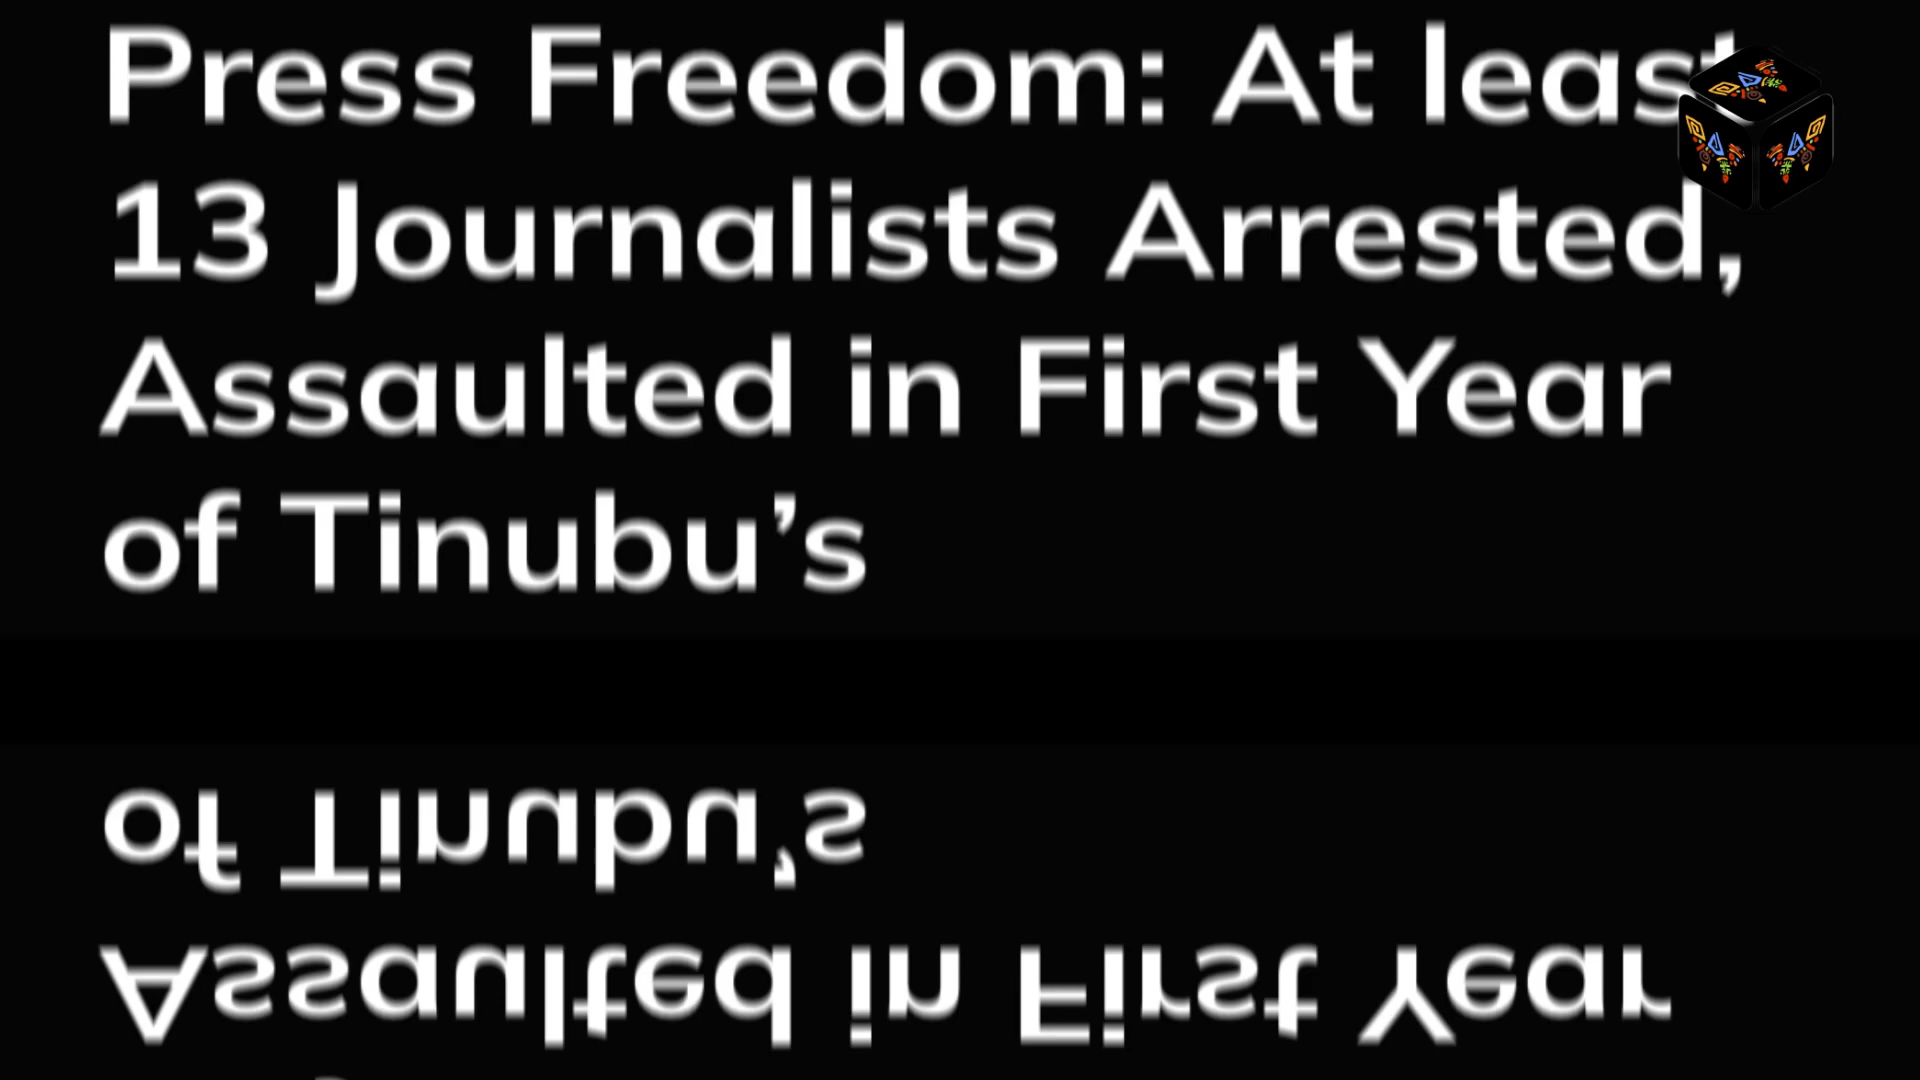 Press Freedom: At least
13 Journalists Arrested,
Assaulted in First Year
of Tinubu’s
of Tinubu’s
Assaulted in First Year